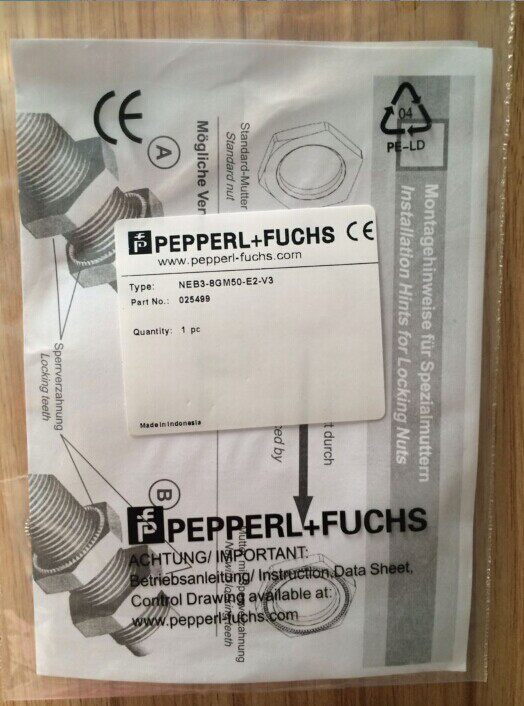 CE
04
PE-LD
A
Mögliche Ver
Standard-Mutter
Standard nut
Montagehinweise für Spezialmuttern
Installation Hints for Locking Nuts
PEPPERL+FUCHS CE
www.pepperl-fuchs.com
Type: NEB3-8GM50-E2-V3
Part No.: 025499
Quantity: 1 pc
Made in Indonesia
Sperrverzahnung
Locking teeth
t durch
ed by
B
PEPPERL+FUCHS
ACHTUNG/ IMPORTANT:
Betriebsanleitung/ Instruction,Data Sheet,
Control Drawing available at:
www.pepperl-fuchs.com
locking teeth